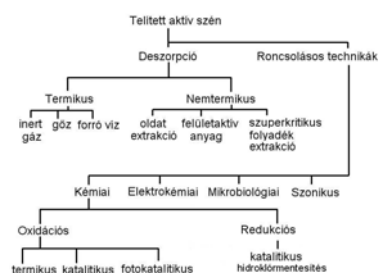 Telített aktív szén
Deszorpció
Roncsolásos technikák
Termikus
Nemtermikus
inert
gáz
gőz
forró víz
oldat
extrakció
felületaktív
anyag
szuperkritikus
folyadék
extrakció
Kémiai
Elektrokémiai
Mikrobiológiai
Szonikus
Oxidációs
Redukciós
termikus
katalitikus
fotokatalitikus
katalitikus
hidroklórmentesítés